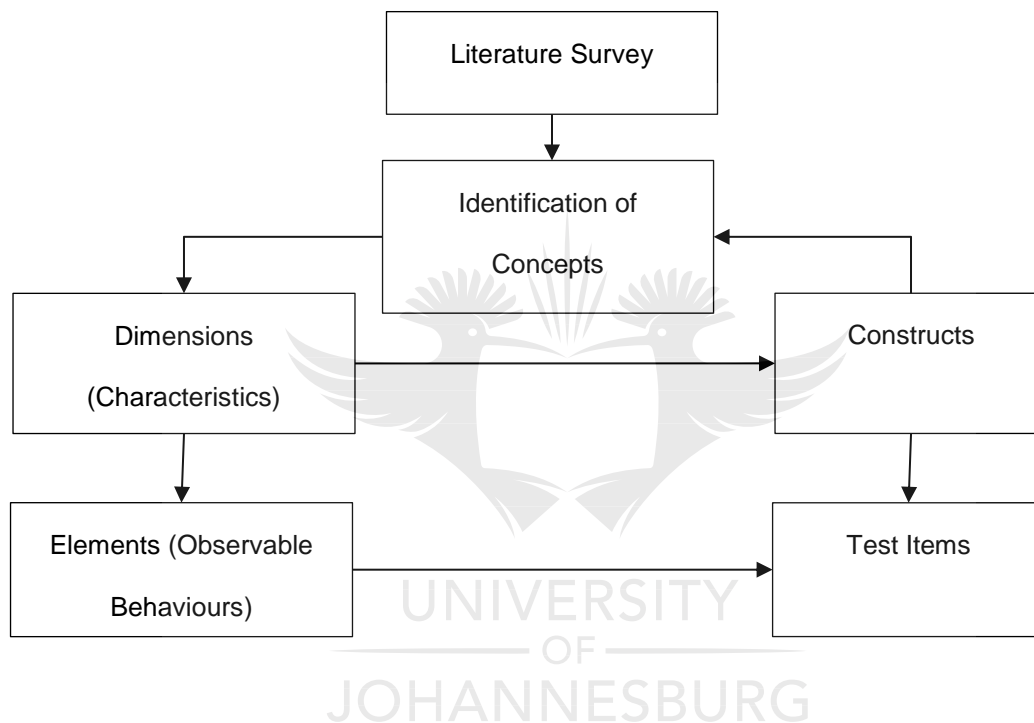 Literature Survey
Identification of
Concepts
Dimensions
(Characteristics)
Constructs
Elements (Observable
Behaviours)
Test Items
UNIVERSITY
OF
JOHANNESBURG